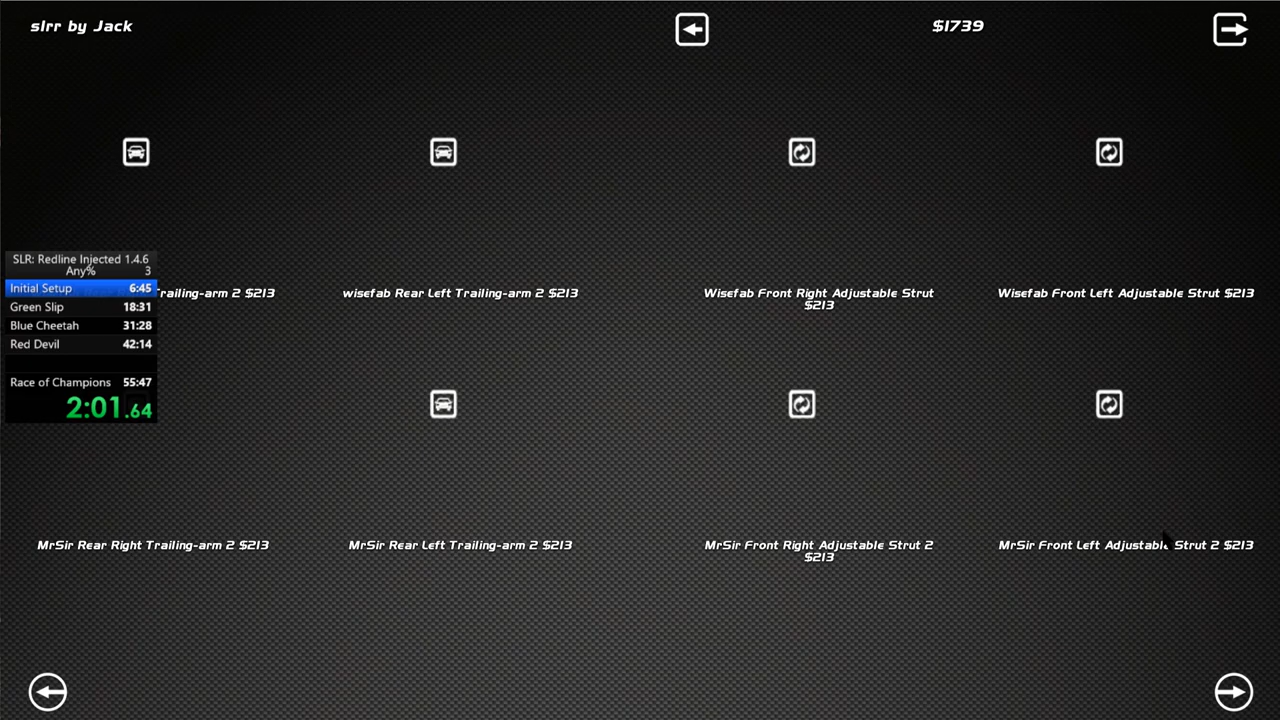 slrr by Jack
$1739
SLR: Redline Injected 1.4.6
Any% 3
Initial Setup 6:45
Green Slip 18:31
Blue Cheetah 31:28
Red Devil 42:14
Race of Champions 55:47
2:01.64
railing-arm 2 $213
wisefab Rear Left Trailing-arm 2 $213
Wisefab Front Right Adjustable Strut
$213
Wisefab Front Left Adjustable Strut $213
MrSir Rear Right Trailing-arm 2 $213
MrSir Rear Left Trailing-arm 2 $213
MrSir Front Right Adjustable Strut 2
$213
MrSir Front Left Adjustable Strut 2 $213